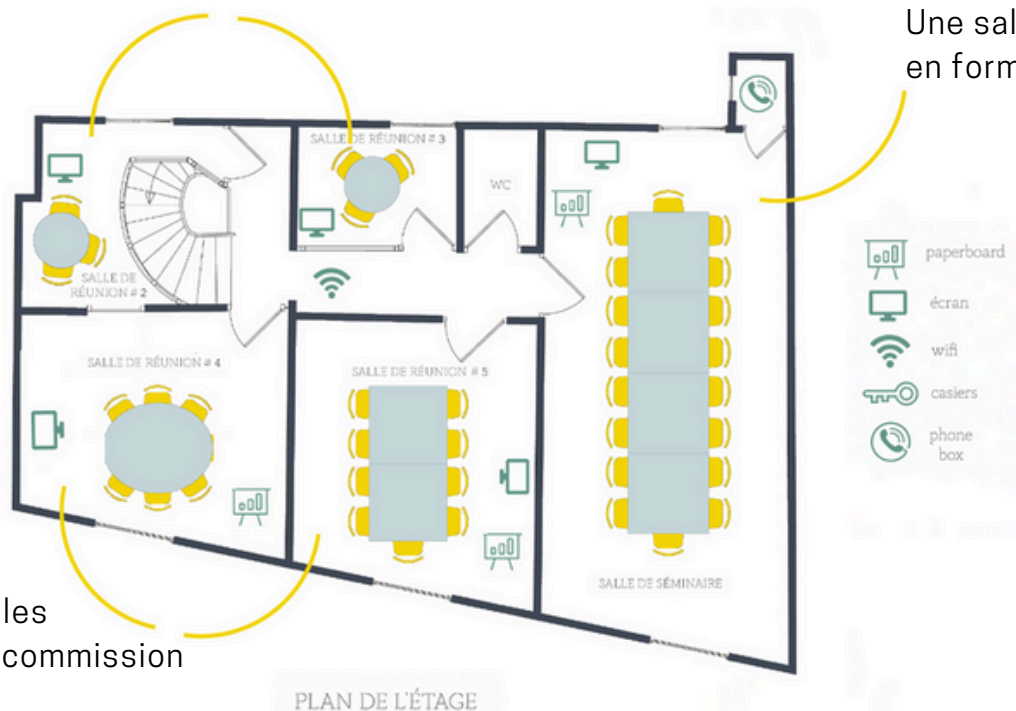 Une sal
en form
SALLE DE RÉUNION # 3
WC
SALLE DE
RÉUNION # 2
SALLE DE RÉUNION # 4
SALLE DE RÉUNION # 5
paperboard
écran
wifi
casiers
phone
box
SALLE DE SÉMINAIRE
les
commission
PLAN DE L'ÉTAGE